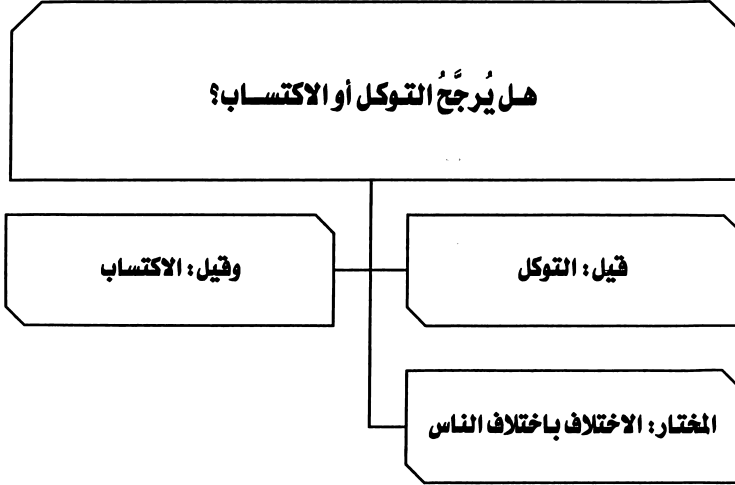 هل يُرجَّحُ التوكل أو الاكتساب؟
قيل: التوكل
وقيل: الاكتساب
المختار: الاختلاف باختلاف الناس